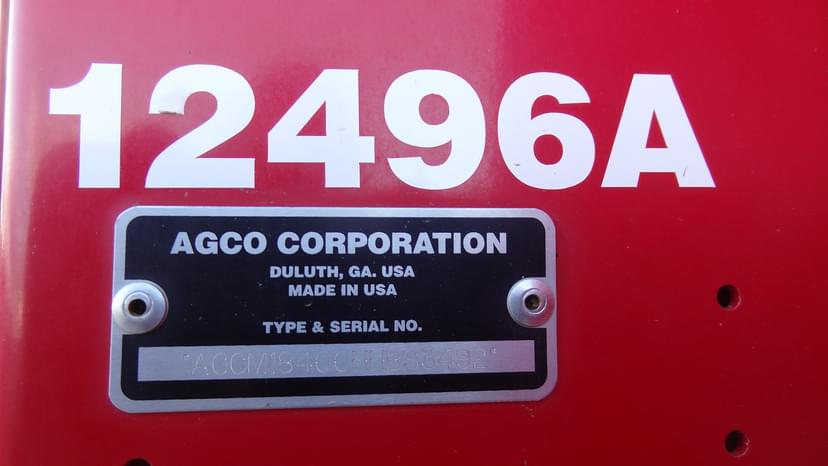 12496A
AGCO CORPORATION
DULUTH, GA. USA
MADE IN USA
TYPE & SERIAL NO.